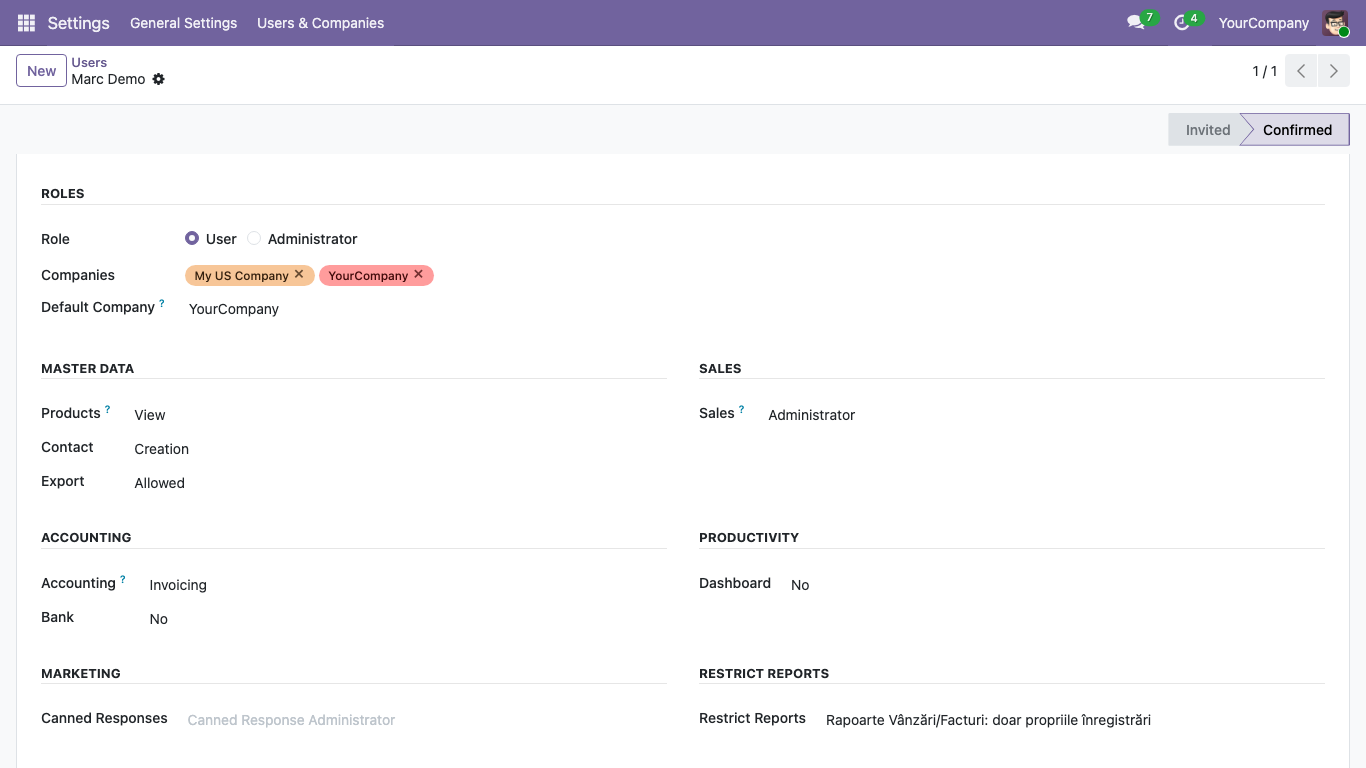 Settings General Settings Users & Companies 7 4 YourCompany
New Users
Marc Demo 1 / 1
Invited Confirmed
ROLES
Role User Administrator
Companies My US Company ✕ YourCompany ✕
Default Company ? YourCompany
MASTER DATA SALES
Products ? View Sales ? Administrator
Contact Creation
Export Allowed
ACCOUNTING PRODUCTIVITY
Accounting ? Invoicing Dashboard No
Bank No
MARKETING RESTRICT REPORTS
Canned Responses Canned Response Administrator Restrict Reports Rapoarte Vânzări/Facturi: doar propriile înregistrări